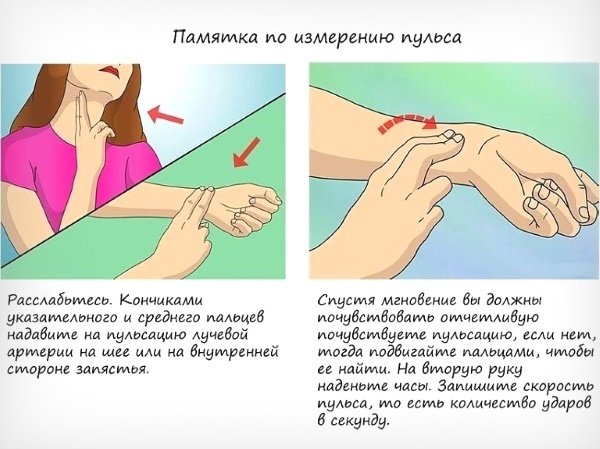 Памятка по измерению пульса
Расслабьтесь. Кончиками
указательного и среднего пальцев
надавите на пульсацию лучевой
артерии на шее или на внутренней
стороне запястья.
Спустя мгновение вы должны
почувствовать отчетливую
почувствуете пульсацию, если нет,
тогда подвигайте пальцами, чтобы
ее найти. На вторую руку
наденьте часы. Запишите скорость
пульса, то есть количество ударов
в секунду.